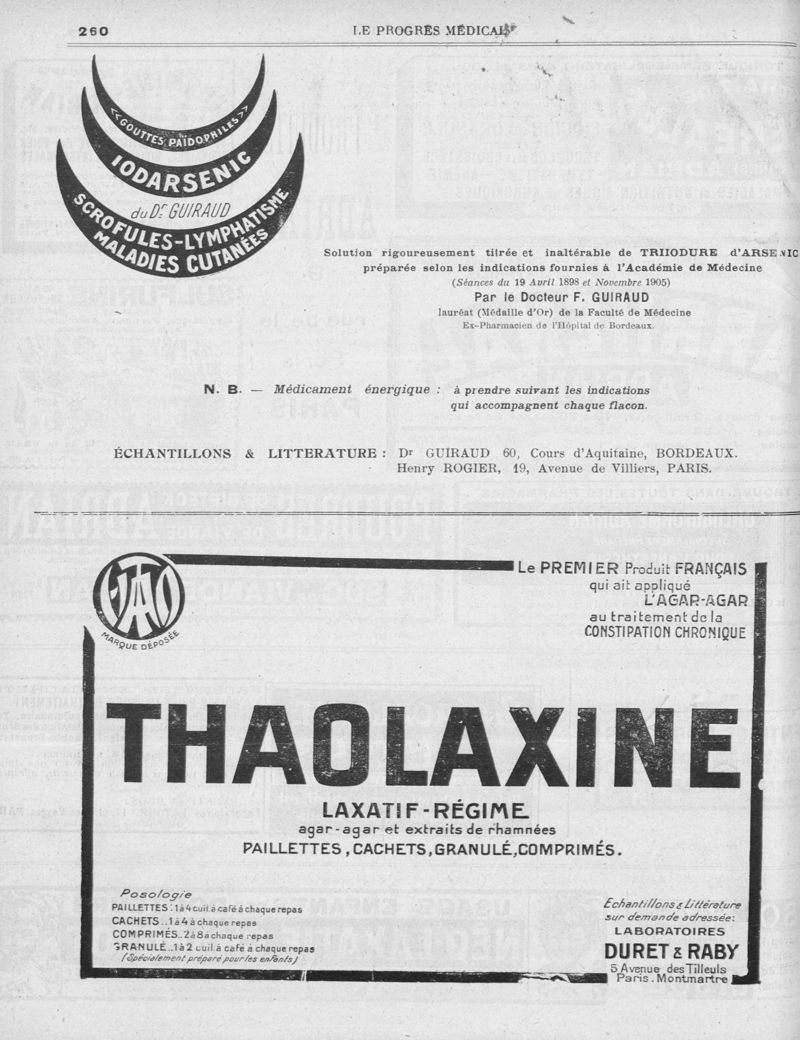 260
LE PROGRÈS MÉDICAL
<<GOUTTES PAÏDOPHILES>>
IODARSENIC
du Dr. GUIRAUD
SCROFULES-LYMPHATISME
MALADIES CUTANÉES
Solution rigoureusement titrée et inaltérable de TRIIODURE d'ARSENIC
préparée selon les indications fournies à l'Académie de Médecine
(Séances du 19 Avril 1898 et Novembre 1905)
Par le Docteur F. GUIRAUD
lauréat (Médaille d'Or) de la Faculté de Médecine
Ex-Pharmacien de l'Hôpital de Bordeaux.
N. B. — Médicament énergique : à prendre suivant les indications
qui accompagnent chaque flacon.
ÉCHANTILLONS & LITTERATURE : Dr GUIRAUD 60, Cours d'Aquitaine, BORDEAUX.
Henry ROGIER, 19, Avenue de Villiers, PARIS.
MARQUE DÉPOSÉE
Le PREMIER Produit FRANÇAIS
qui ait appliqué
L'AGAR-AGAR
au traitement de la
CONSTIPATION CHRONIQUE
THAOLAXINE
LAXATIF-RÉGIME
agar-agar et extraits de rhamnées
PAILLETTES, CACHETS, GRANULÉ, COMPRIMÉS.
Posologie
PAILLETTES: 1 à 4 cuil. à café à chaque repas
CACHETS..1 à 4 à chaque repas
COMPRIMÉS..2 à 8 à chaque repas
GRANULÉ..1 à 2 cuil. à café à chaque repas
(Spécialement préparé pour les enfants)
Echantillons & Littérature
sur demande adressée:
LABORATOIRES
DURET & RABY
5 Avenue des Tilleuls
Paris. Montmartre